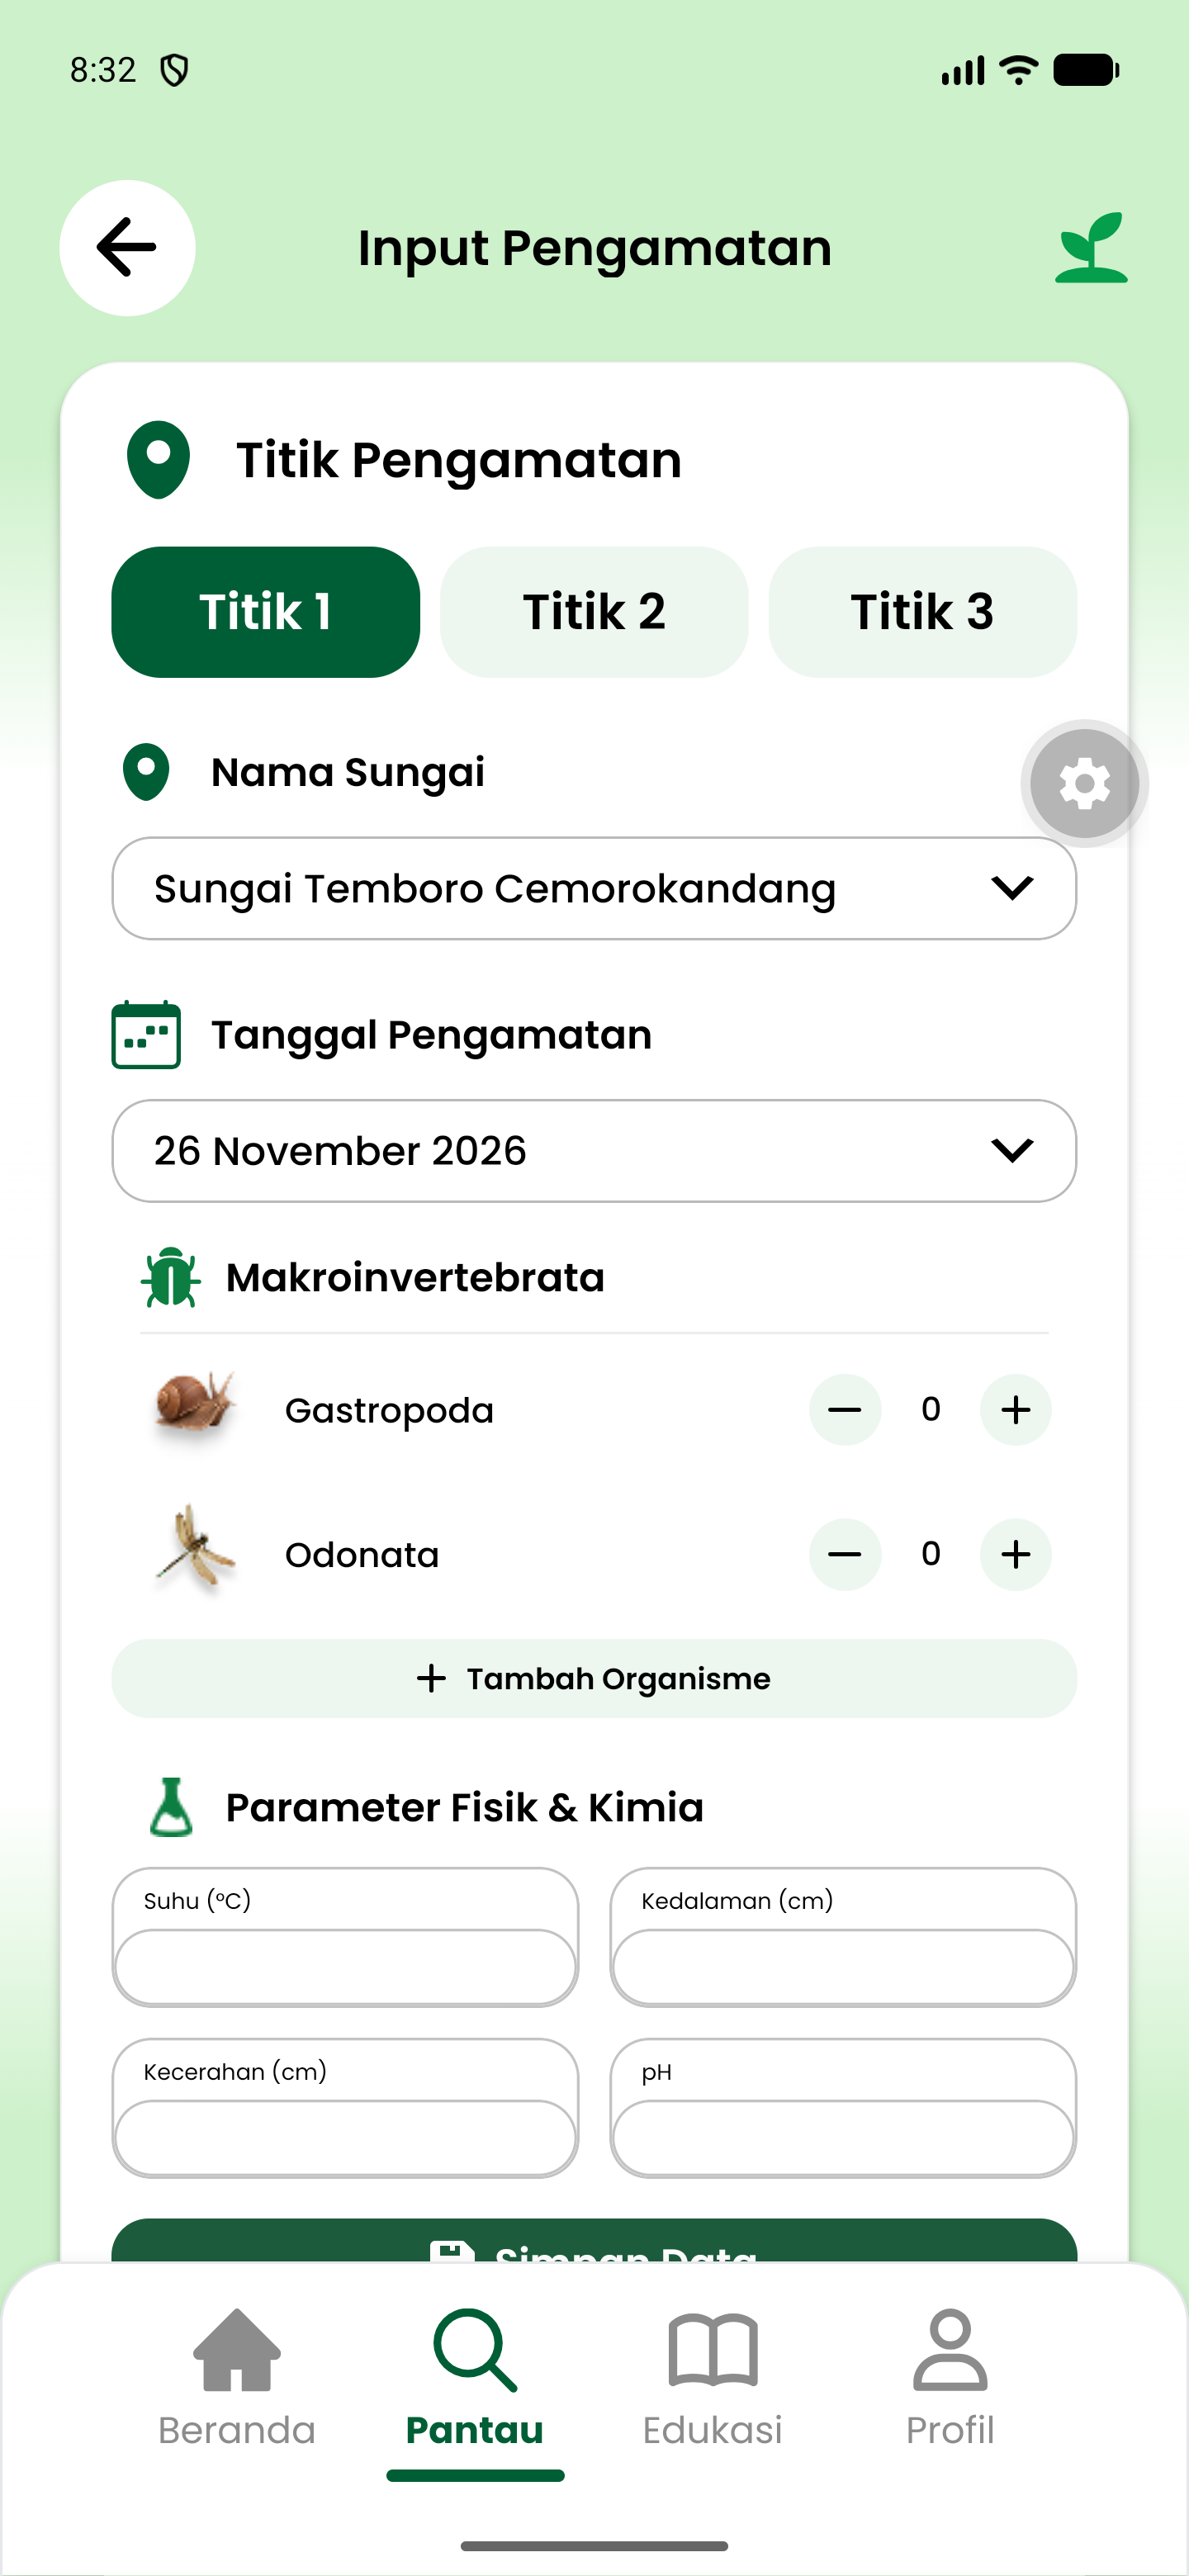 8:32
Input Pengamatan
Titik Pengamatan
Titik 1
Titik 2
Titik 3
Nama Sungai
Sungai Temboro Cemorokandang
Tanggal Pengamatan
26 November 2026
Makroinvertebrata
Gastropoda
0
Odonata
0
Tambah Organisme
Parameter Fisik & Kimia
Suhu (°C)
Kedalaman (cm)
Kecerahan (cm)
pH
Simpan Data
Beranda
Pantau
Edukasi
Profil